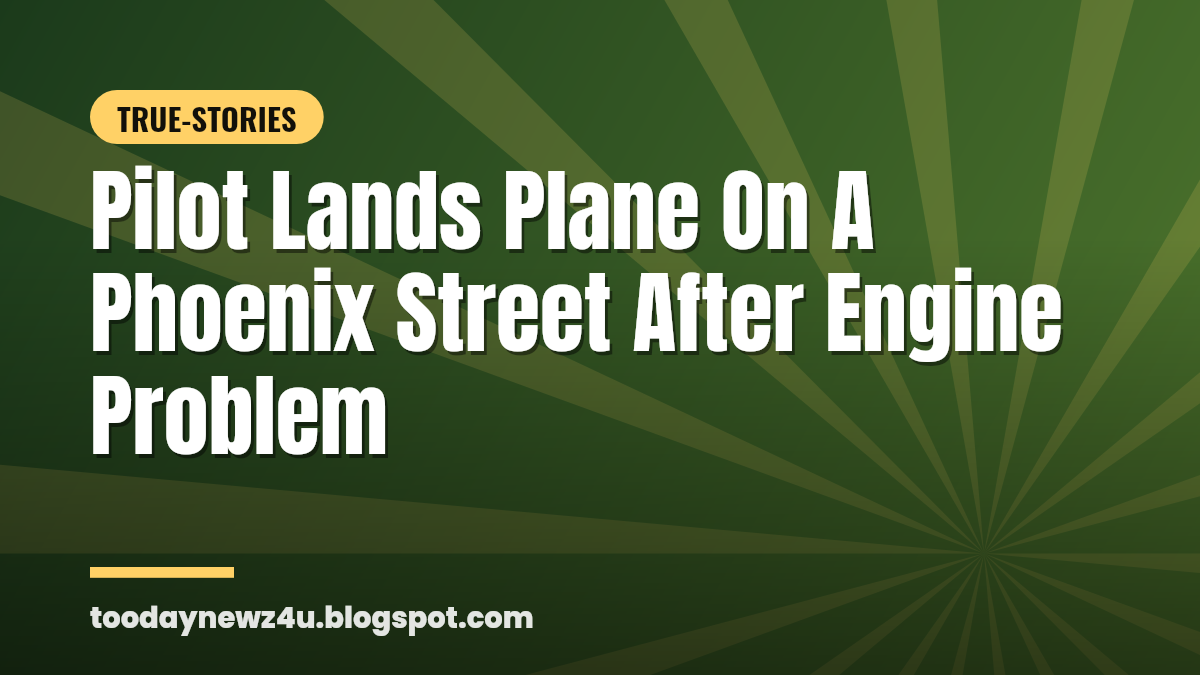 TRUE-STORIES
Pilot Lands Plane On A
Phoenix Street After Engine
Problem
toodaynewz4u.blogspot.com